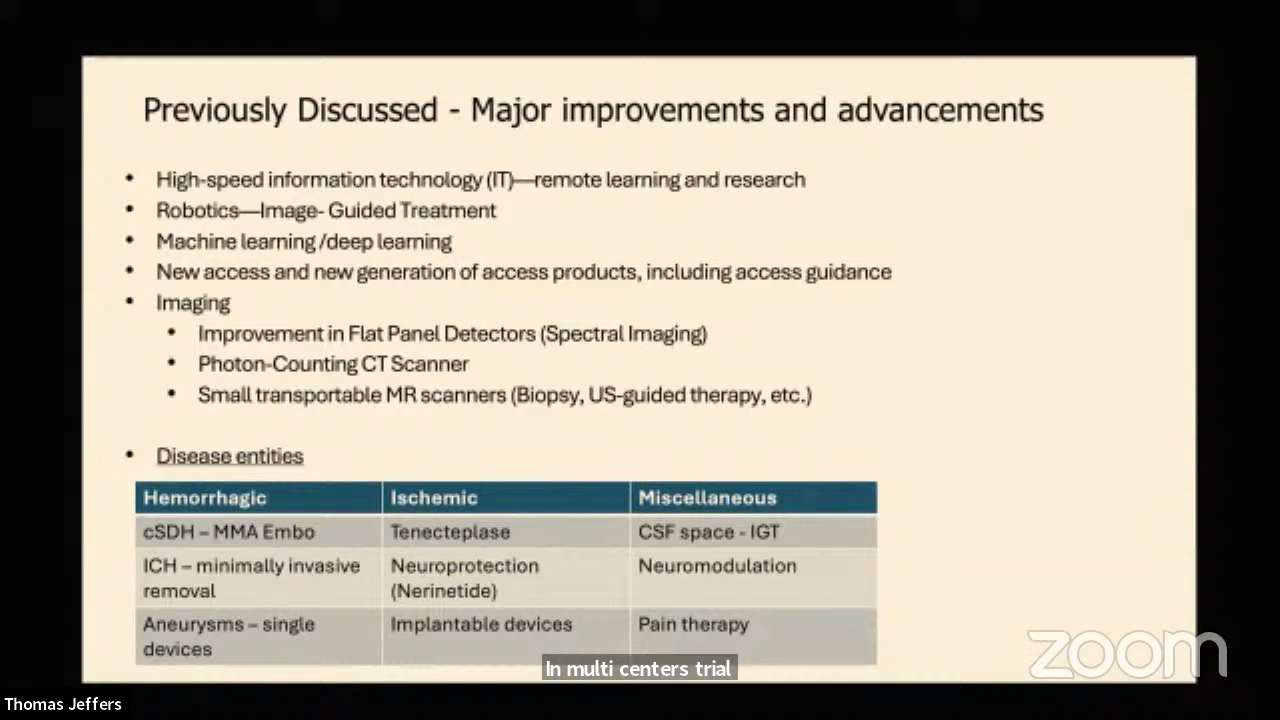 Previously Discussed - Major improvements and advancements
• High-speed information technology (IT)—remote learning and research
• Robotics—Image- Guided Treatment
• Machine learning /deep learning
• New access and new generation of access products, including access guidance
• Imaging
• Improvement in Flat Panel Detectors (Spectral Imaging)
• Photon-Counting CT Scanner
• Small transportable MR scanners (Biopsy, US-guided therapy, etc.)
• Disease entities
Hemorrhagic Ischemic Miscellaneous
cSDH – MMA Embo Tenecteplase CSF space - IGT
ICH – minimally invasive Neuroprotection Neuromodulation
removal (Nerinetide)
Aneurysms – single Implantable devices Pain therapy
devices
In multi centers trial
zoom
Thomas Jeffers